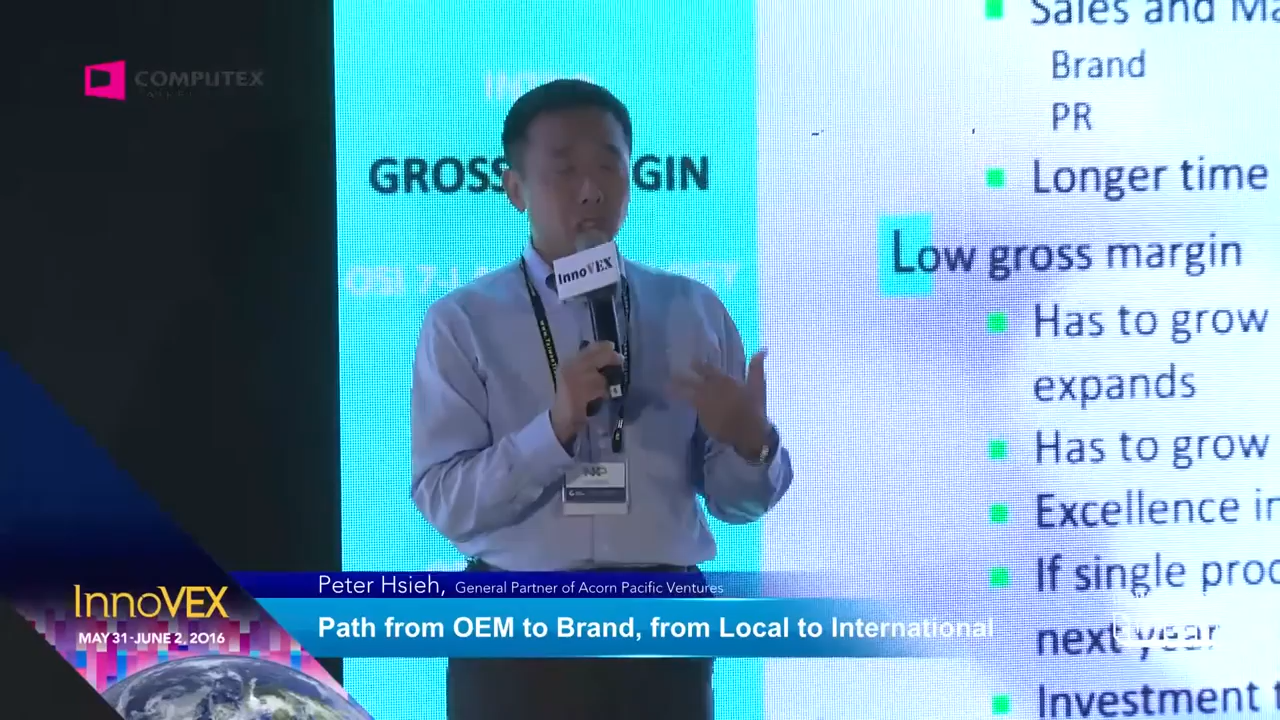 COMPUTEX
Sales and Ma
Brand
PR
GROSS
GIN
Longer time
Low gross margin
InnoVEX
Has to grow
expands
Has to grow
Excellence in
If single proc
next year
Investment t
Peter Hsieh, General Partner of Acorn Pacific Ventures
from OEM to Brand, from Local to International
InnoVEX
MAY 31-JUNE 2, 2016